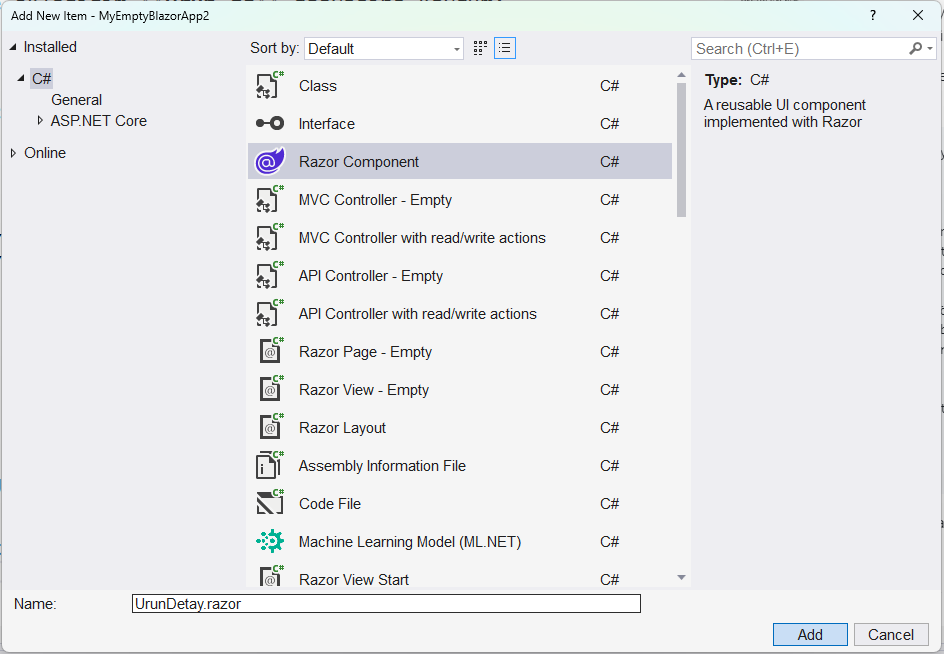 Add New Item - MyEmptyBlazorApp2 ?
Installed
C#
General
ASP.NET Core
Online
Sort by: Default
Search (Ctrl+E)
Class C#
Interface C#
Razor Component C#
MVC Controller - Empty C#
MVC Controller with read/write actions C#
API Controller - Empty C#
API Controller with read/write actions C#
Razor Page - Empty C#
Razor View - Empty C#
Razor Layout C#
Assembly Information File C#
Code File C#
Machine Learning Model (ML.NET) C#
Razor View Start C#
Type: C#
A reusable UI component
implemented with Razor
Name: UrunDetay.razor
Add Cancel